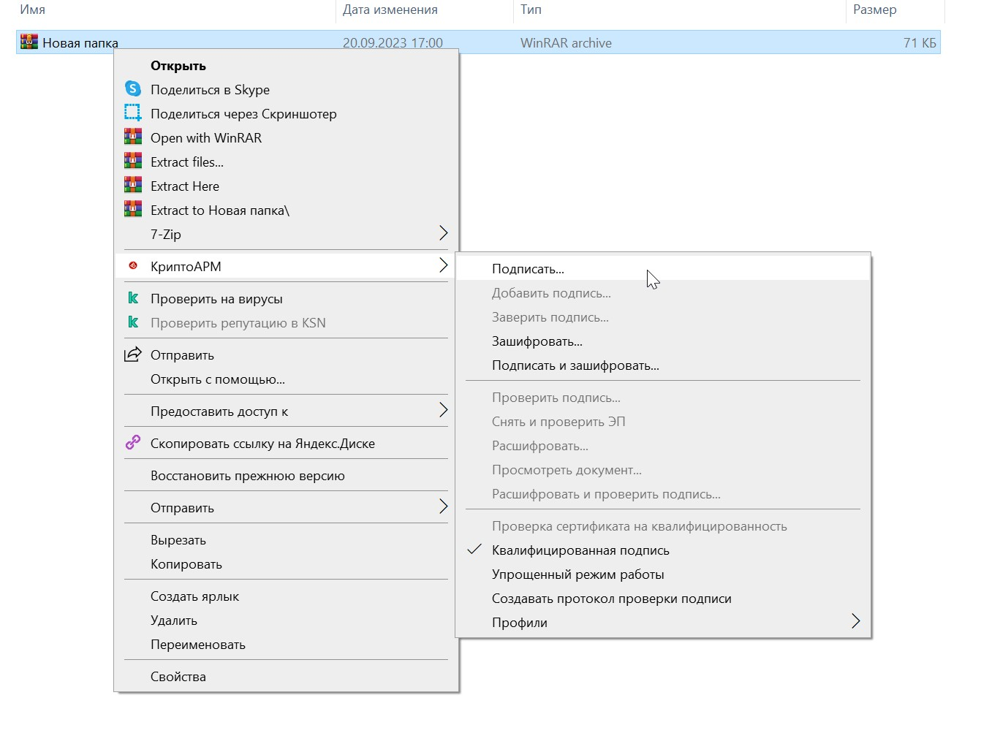 Имя Дата изменения Тип Размер
Новая папка 20.09.2023 17:00 WinRAR archive 71 КБ
Открыть
Поделиться в Skype
Поделиться через Скриншотер
Open with WinRAR
Extract files...
Extract Here
Extract to Новая папка\
7-Zip
КриптоАРМ
Проверить на вирусы
Проверить репутацию в KSN
Отправить
Открыть с помощью...
Предоставить доступ к
Скопировать ссылку на Яндекс.Диске
Восстановить прежнюю версию
Отправить
Вырезать
Копировать
Создать ярлык
Удалить
Переименовать
Свойства
Подписать...
Добавить подпись...
Заверить подпись...
Зашифровать...
Подписать и зашифровать...
Проверить подпись...
Снять и проверить ЭП
Расшифровать...
Просмотреть документ...
Расшифровать и проверить подпись...
Проверка сертификата на квалифицированность
Квалифицированная подпись
Упрощенный режим работы
Создавать протокол проверки подписи
Профили